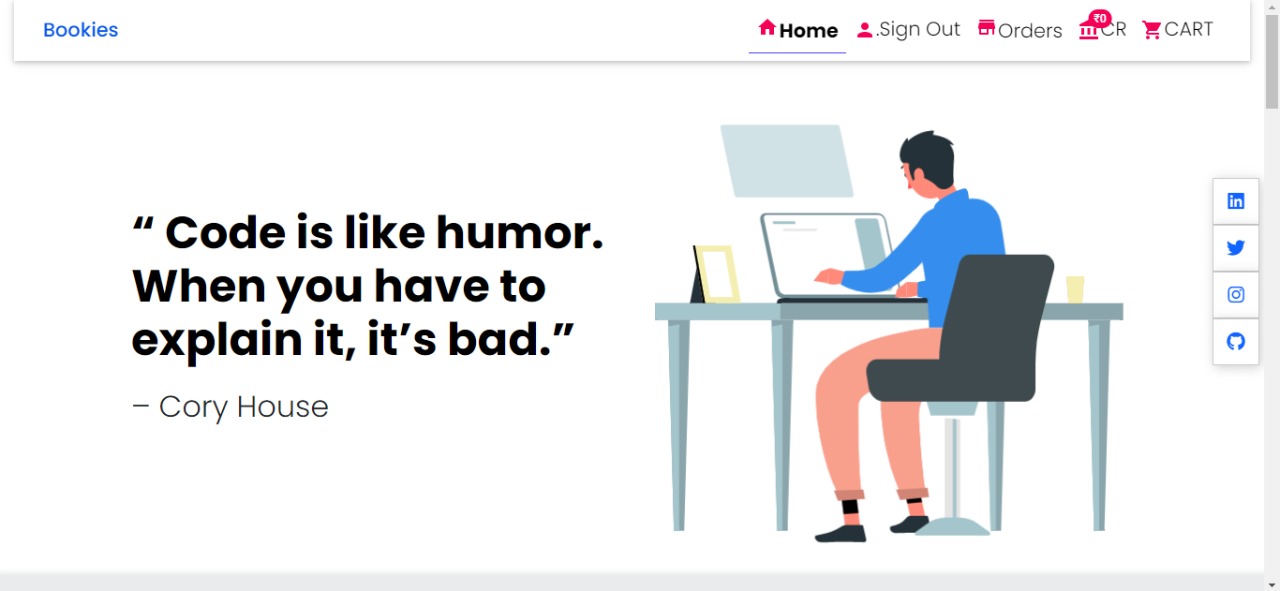 Bookies
Home .Sign Out Orders ₹0 CR CART
“ Code is like humor.
When you have to
explain it, it’s bad.”
– Cory House
in